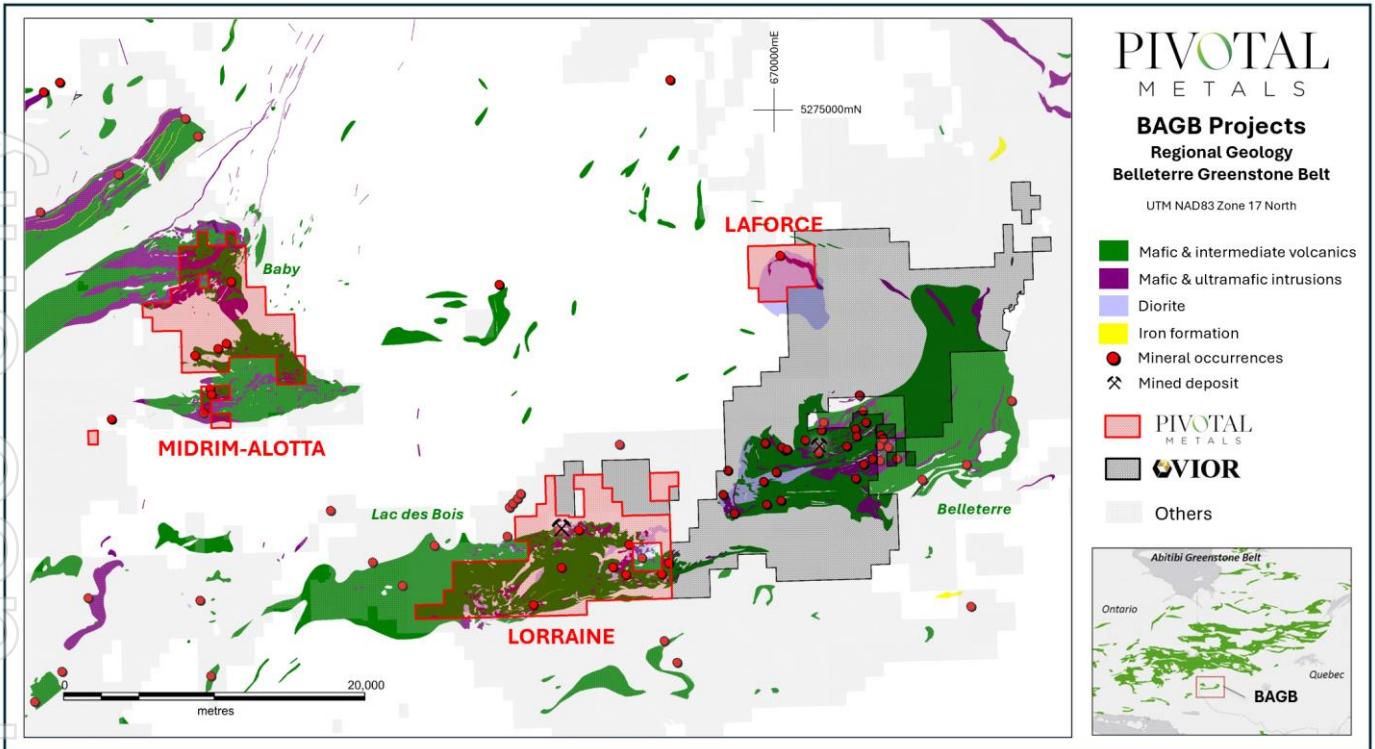 670000mE
5275000mN
LAFORCE
Baby
MIDRIM-ALOTTA
Lac des Bois
Belleterre
LORRAINE
0
20,000
metres
PIVOTAL
METALS
BAGB Projects
Regional Geology
Belleterre Greenstone Belt
UTM NAD83 Zone 17 North
Mafic & intermediate volcanics
Mafic & ultramafic intrusions
Diorite
Iron formation
Mineral occurrences
Mined deposit
PIVOTAL
METALS
VIOR
Others
Abitibi Greenstone Belt
Ontario
Quebec
BAGB